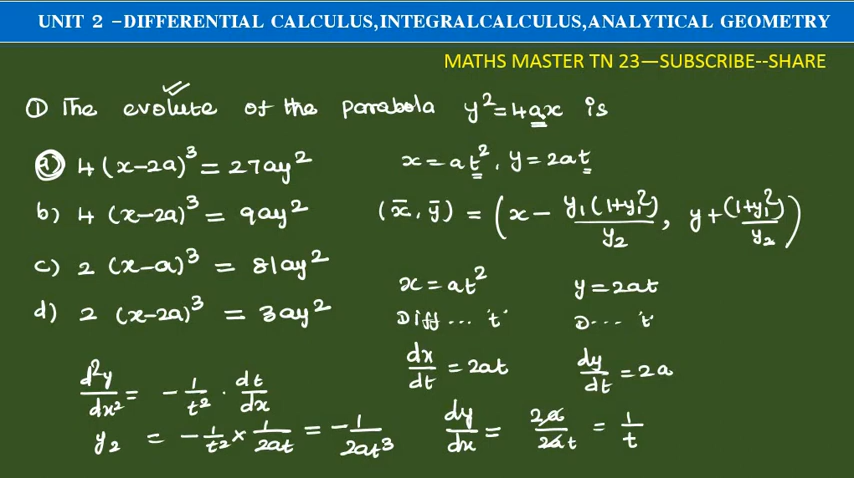 UNIT 2 –DIFFERENTIAL CALCULUS,INTEGRALCALCULUS,ANALYTICAL GEOMETRY
MATHS MASTER TN 23—SUBSCRIBE--SHARE
① The evolute of the parabola y² = 4ax is
a) 4 (x-2a)³ = 27ay²
b) 4 (x-2a)³ = 9ay²
c) 2 (x-a)³ = 81ay²
d) 2 (x-2a)³ = 3ay²
x = at², y = 2at
(x̄, ȳ) = (x - y₁(1+y₁²)/y₂, y + (1+y₁²)/y₂)
x = at²
Diff... 't'
dx/dt = 2at
y = 2at
D... 't'
dy/dt = 2a
dy/dx = 2a/2at = 1/t
d²y/dx² = -1/t² · dt/dx
y₂ = -1/t² × 1/2at = -1/2at³